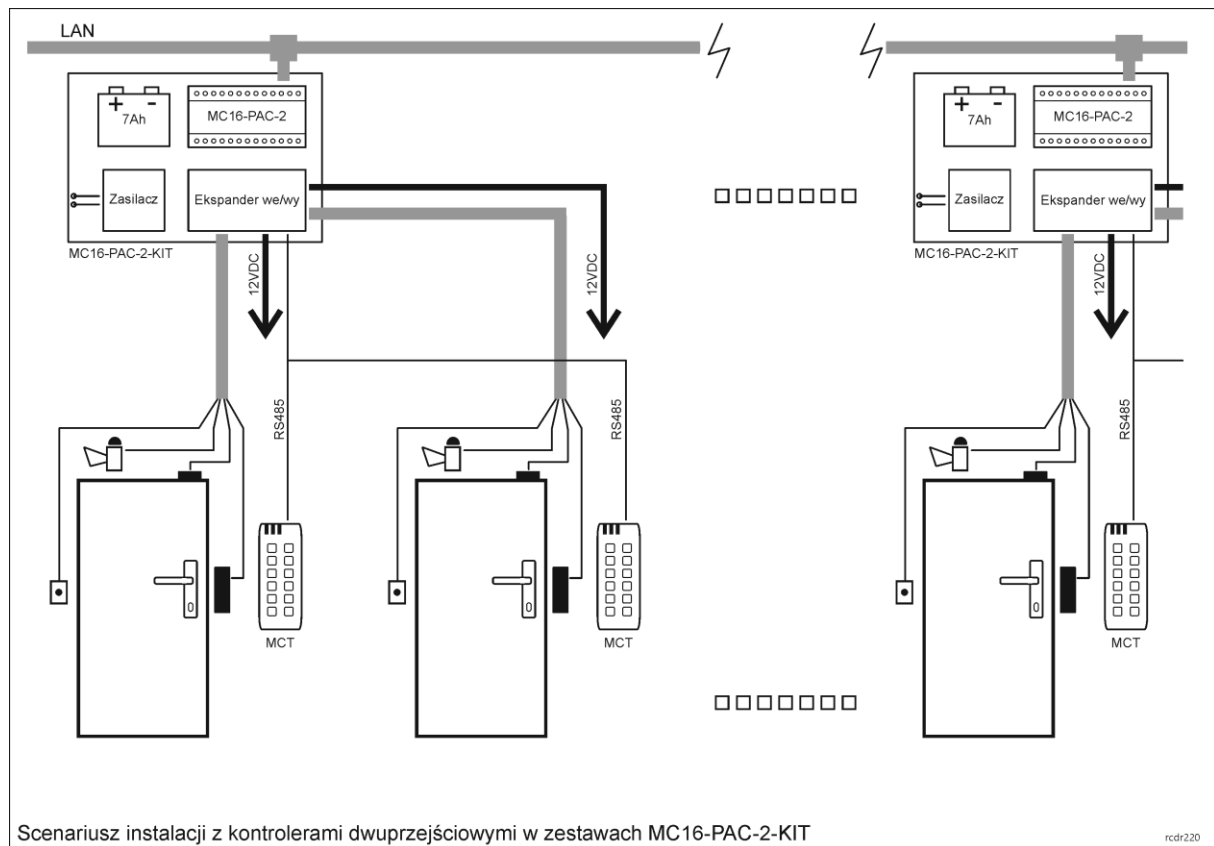 LAN
+ -
7Ah
MC16-PAC-2
Zasilacz
Ekspander we/wy
MC16-PAC-2-KIT
12VDC
RS485
12VDC
RS485
MCT
MCT
+ -
7Ah
MC16-PAC-2
Zasilacz
Ekspander we/wy
MC16-PAC-2-KIT
12VDC
RS485
MCT
Scenariusz instalacji z kontrolerami dwuprzejściowymi w zestawach MC16-PAC-2-KIT
rcdr220